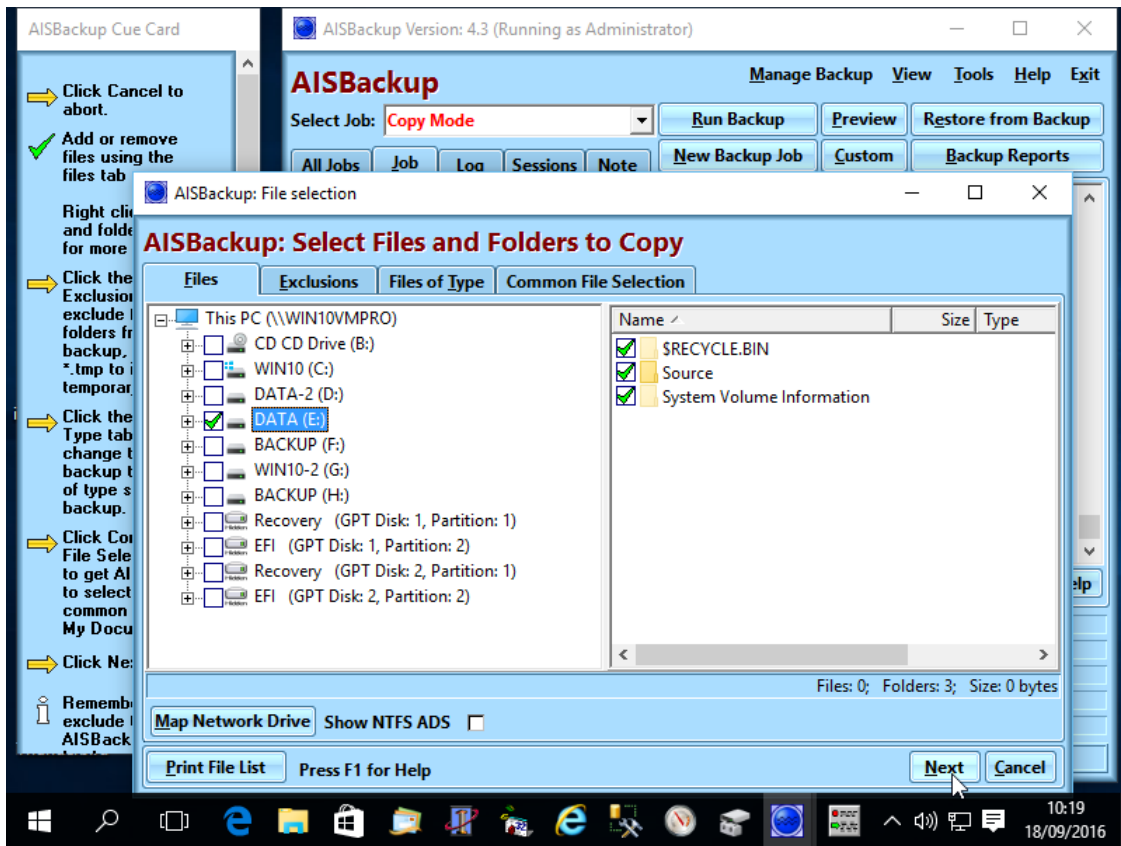 AISBackup Cue Card
Click Cancel to
abort.
Add or remove
files using the
files tab
Right cli
and folde
for more
Click the
Exclusion
exclude
folders fr
backup,
*.tmp to i
temporar
Click the
Type tab
change t
backup t
of type s
backup.
Click Co
File Sele
to get AI
to select
common
My Docu
Click Ne
Rememb
exclude
AISBack
AISBackup Version: 4.3 (Running as Administrator)
AISBackup
Manage Backup View Tools Help Exit
Select Job: Copy Mode
Run Backup Preview Restore from Backup
All Jobs Job Log Sessions Note
New Backup Job Custom Backup Reports
elp
AISBackup: File selection
AISBackup: Select Files and Folders to Copy
Files Exclusions Files of Type Common File Selection
This PC (\\WIN10VMPRO)
CD CD Drive (B:)
WIN10 (C:)
DATA-2 (D:)
DATA (E:)
BACKUP (F:)
WIN10-2 (G:)
BACKUP (H:)
Hidden Recovery (GPT Disk: 1, Partition: 1)
Hidden EFI (GPT Disk: 1, Partition: 2)
Hidden Recovery (GPT Disk: 2, Partition: 1)
Hidden EFI (GPT Disk: 2, Partition: 2)
Name Size Type
$RECYCLE.BIN
Source
System Volume Information
Files: 0; Folders: 3; Size: 0 bytes
Map Network Drive Show NTFS ADS
Print File List Press F1 for Help
Next Cancel
10:19
18/09/2016